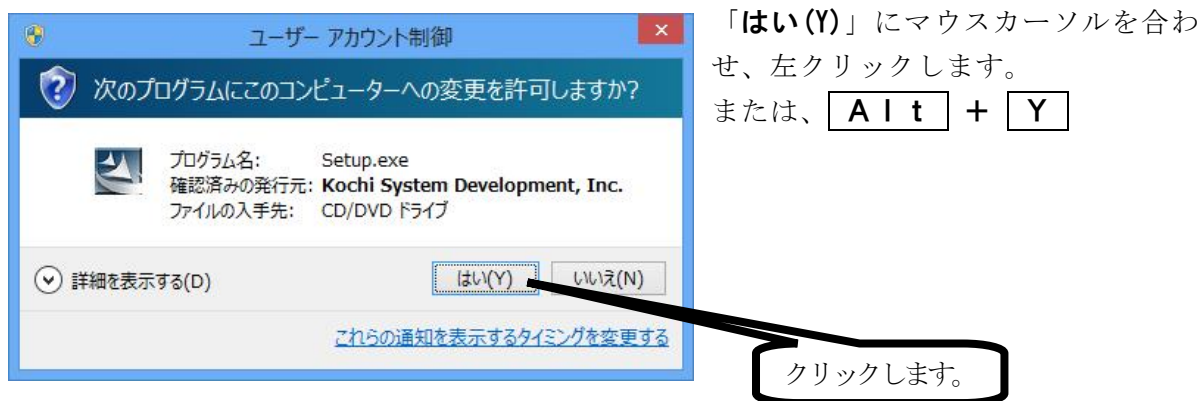 ユーザー アカウント制御
次のプログラムにこのコンピューターへの変更を許可しますか?
プログラム名: Setup.exe
確認済みの発行元: Kochi System Development, Inc.
ファイルの入手先: CD/DVD ドライブ
詳細を表示する(D)
はい(Y)
いいえ(N)
これらの通知を表示するタイミングを変更する
「はい(Y)」にマウスカーソルを合わ
せ、左クリックします。
または、 Alt + Y
クリックします。